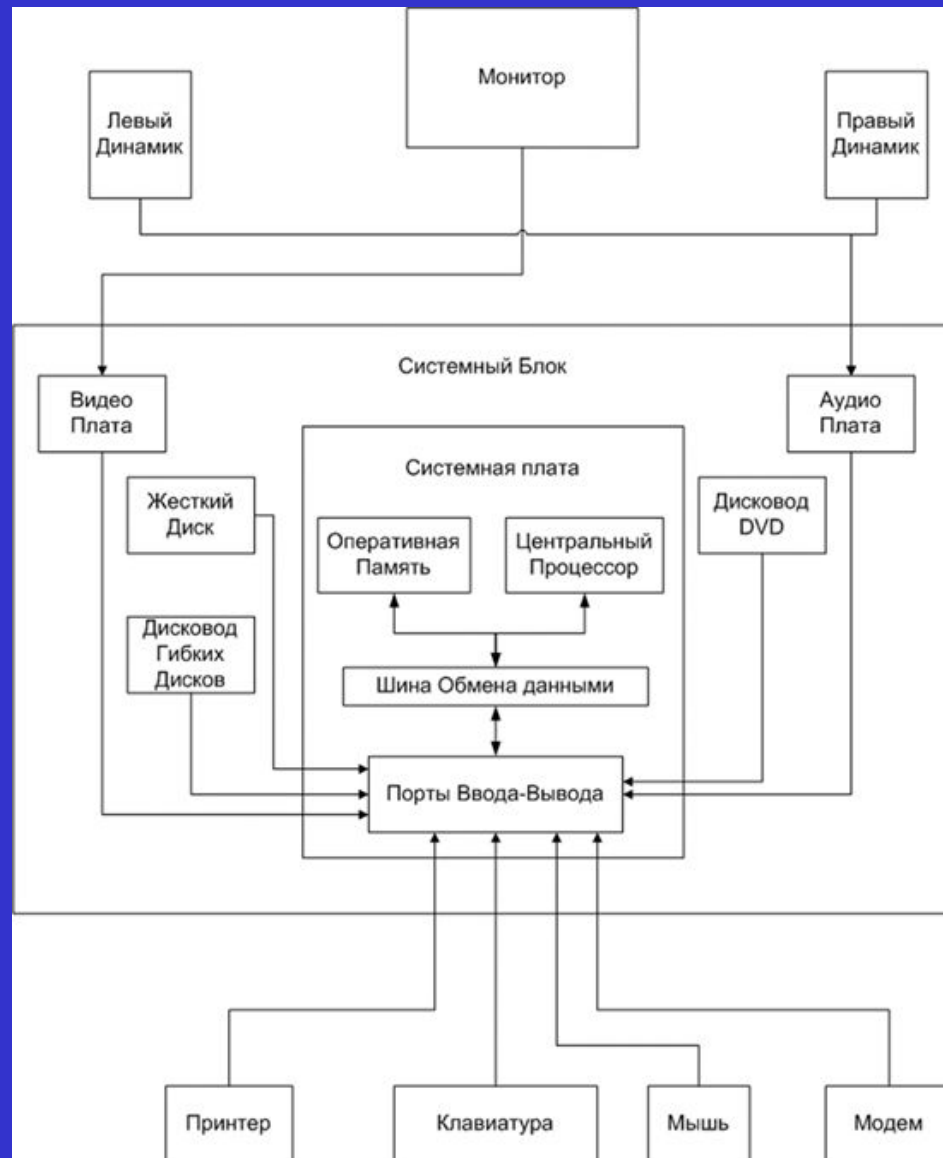 Монитор
Левый
Динамик
Правый
Динамик
Системный Блок
Видео
Плата
Аудио
Плата
Системная плата
Жесткий
Диск
Дисковод
DVD
Оперативная
Память
Центральный
Процессор
Дисковод
Гибких
Дисков
Шина Обмена данными
Порты Ввода-Вывода
Принтер
Клавиатура
Мышь
Модем